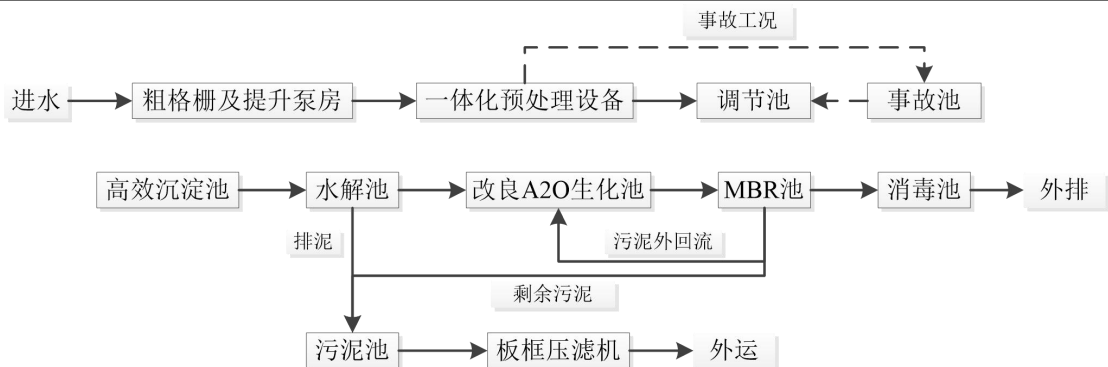 事故工况
进水
粗格栅及提升泵房
一体化预处理设备
调节池
事故池
高效沉淀池
水解池
改良A2O生化池
MBR池
消毒池
外排
排泥
污泥外回流
剩余污泥
污泥池
板框压滤机
外运